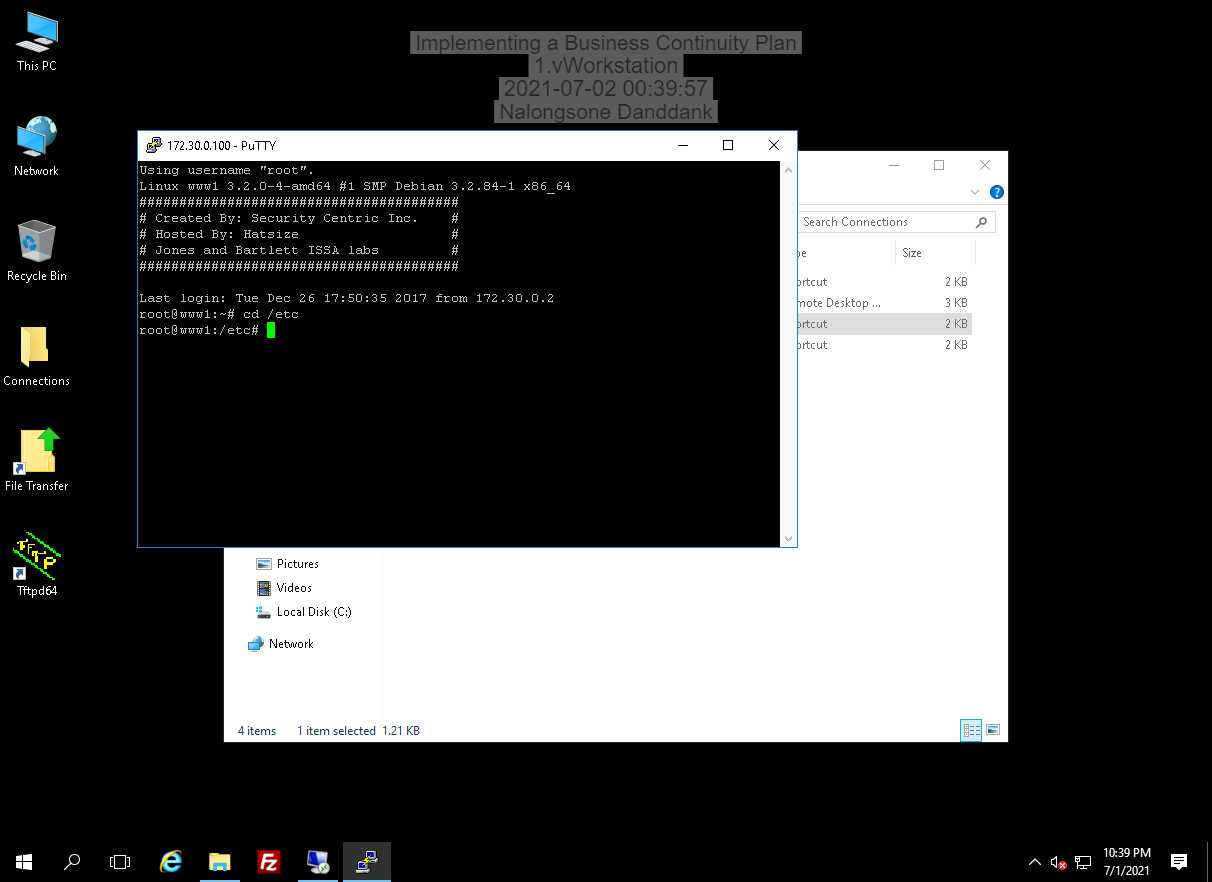 Implementing a Business Continuity Plan
1.vWorkstation
2021-07-02 00:39:57
Nalongsone Danddank
This PC
Network
Recycle Bin
Connections
File Transfer
Tftpd64
172.30.0.100 - PuTTY
Using username "root".
Linux www1 3.2.0-4-amd64 #1 SMP Debian 3.2.84-1 x86_64
########################################
# Created By: Security Centric Inc.    #
# Hosted By: Hatsize                   #
# Jones and Bartlett ISSA labs         #
########################################
Last login: Tue Dec 26 17:50:35 2017 from 172.30.0.2
root@www1:~# cd /etc
root@www1:/etc#
Search Connections
pe Size
ortcut 2 KB
mote Desktop ... 3 KB
ortcut 2 KB
ortcut 2 KB
Pictures
Videos
Local Disk (C:)
Network
4 items 1 item selected 1.21 KB
10:39 PM
7/1/2021